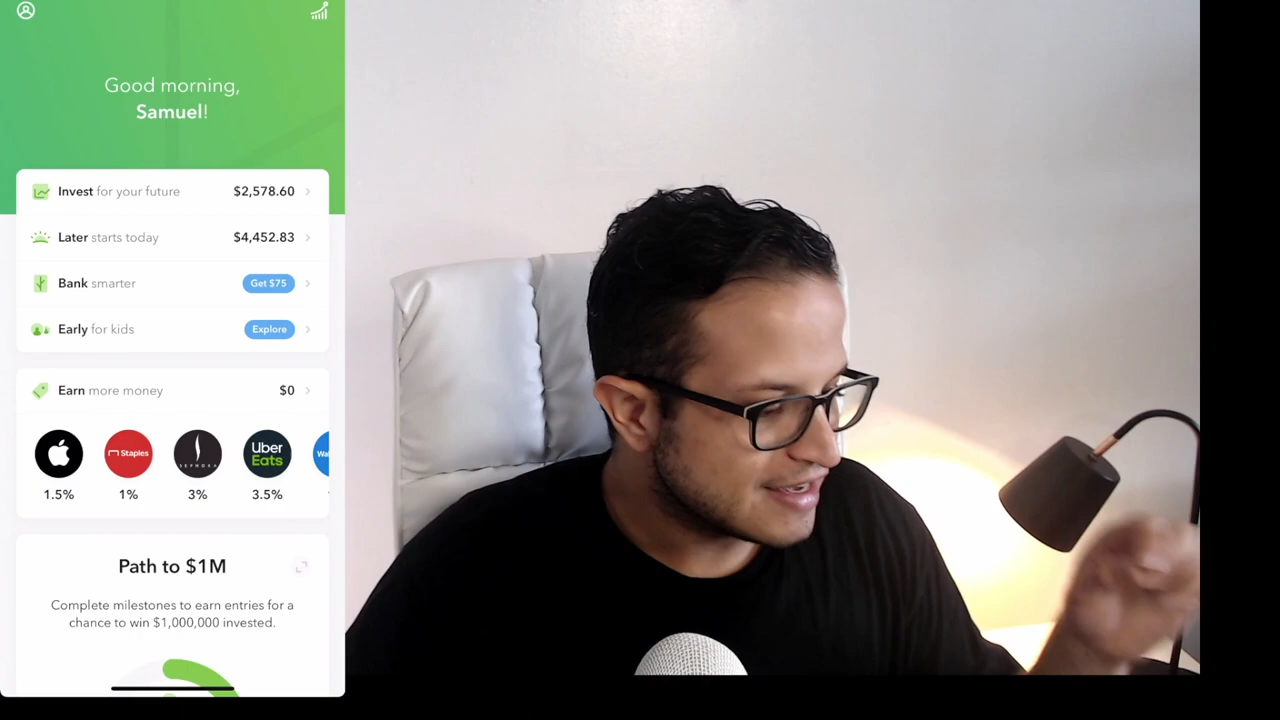 Good morning,
Samuel!
Invest for your future $2,578.60
Later starts today $4,452.83
Bank smarter Get $75
Early for kids Explore
Earn more money $0
Staples
SEPHORA
Uber
Eats
1.5% 1% 3% 3.5%
Path to $1M
Complete milestones to earn entries for a
chance to win $1,000,000 invested.